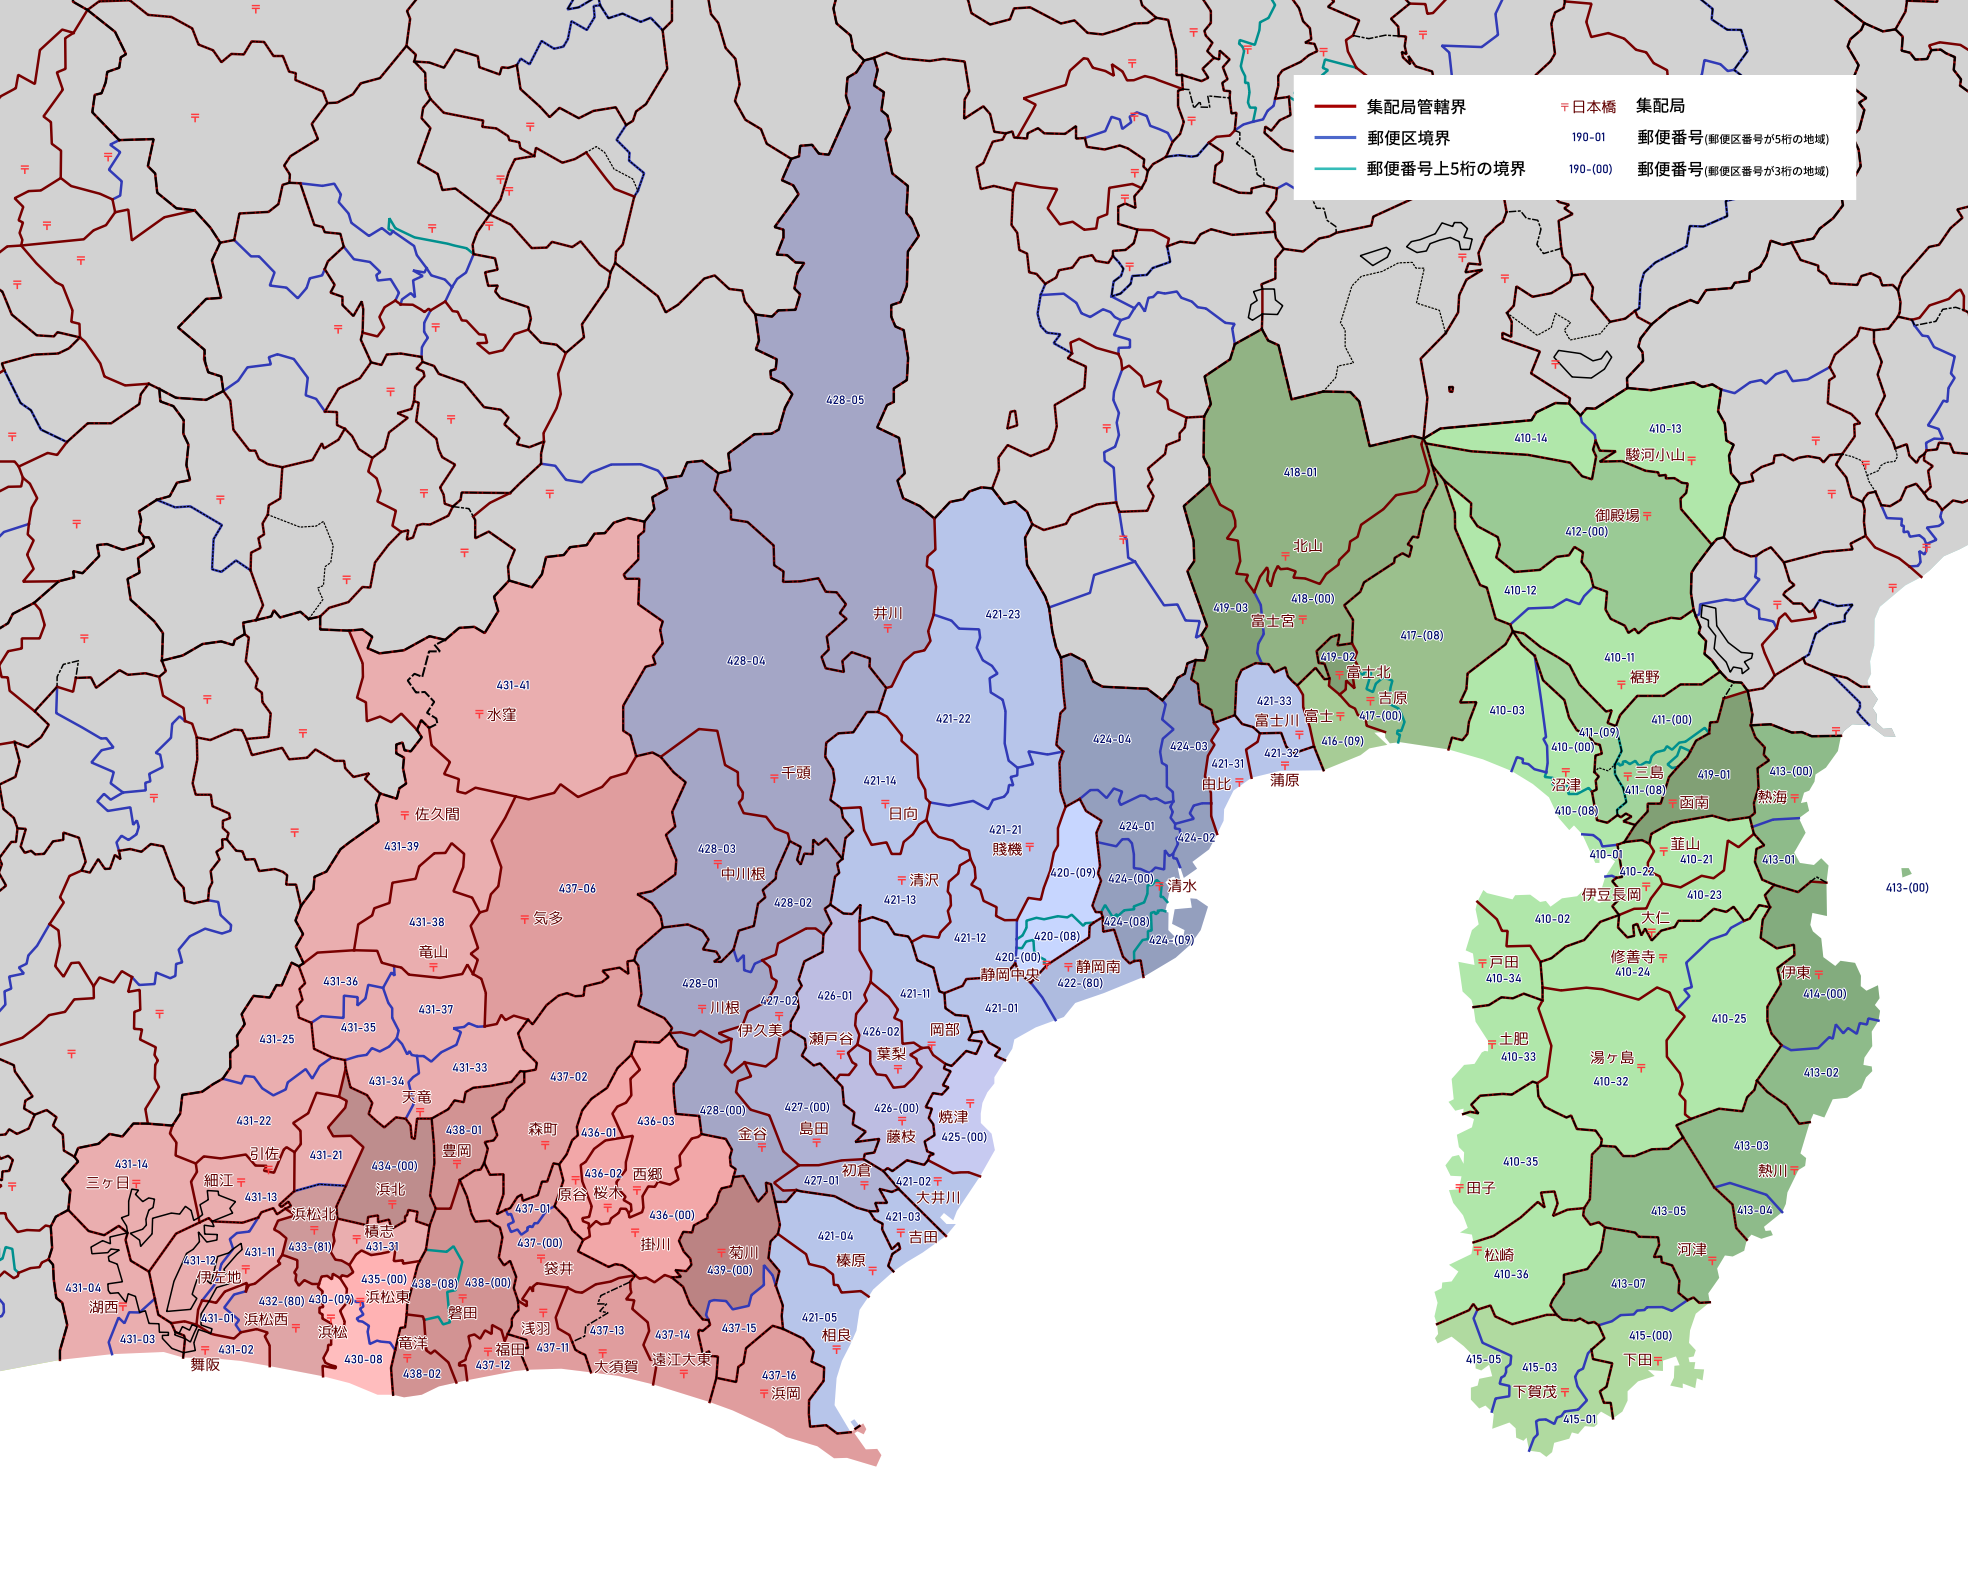 集配局管轄界
〒日本橋 集配局
郵便区境界
190-01 郵便番号(郵便区番号が5桁の地域)
郵便番号上5桁の境界
190-(00) 郵便番号(郵便区番号が3桁の地域)
428-05
410-14
410-13
駿河小山〒
418-01
御殿場〒
412-(00)
北山
410-12
418-(00)
419-03
富士宮〒
井川
421-23
417-(08)
428-04
419-02
410-11
富士北
裾野
431-41
水窪
421-22
421-33
吉原
富士川
富士〒
417-(00)
410-03
411-(00)
411-(09)
416-(09)
410-(00)
424-04
424-03
421-32
421-31
由比〒
蒲原
千頭
421-14
沼津
三島
419-01
413-(00)
411-(08)
熱海〒
函南
410-(08)
日向
佐久間
431-39
421-21
賤機〒
424-01
424-02
428-03
中川根
410-01
韮山
410-21
413-01
410-22
437-06
清沢
421-13
420-(09)
424-(00)
清水
伊豆長岡
410-23
413-(00)
気多
428-02
431-38
竜山
410-02
大仁
424-(08)
424-(09)
421-12
420-(08)
420-(00)
静岡中央
静岡南
422-(80)
戸田
410-34
修善寺〒
410-24
伊東〒
414-(00)
431-36
428-01
川根
427-02
伊久美
426-01
421-11
421-01
431-35
431-37
410-25
431-25
瀬戸谷
426-02
葉梨
岡部
土肥
410-33
湯ヶ島
410-32
413-02
431-34
431-33
437-02
天竜
431-22
438-01
豊岡
森町
436-01
436-03
428-(00)
金谷
427-(00)
島田
426-(00)
藤枝
焼津
425-(00)
引佐
431-21
434-(00)
浜北
431-14
三ヶ日〒
細江
431-13
436-02
西郷
原谷
桜木
初倉
427-01
421-02
大井川
410-35
田子
413-03
熱川〒
413-05
413-04
浜松北
433-(81)
積志
431-31
437-01
436-(00)
掛川
421-03
吉田
421-04
榛原
河津
松崎
410-36
431-11
431-12
伊左地
437-(00)
袋井
菊川
439-(00)
431-04
湖西
432-(80)
浜松西
430-(09)
浜松
435-(00)
浜松東
438-(08)
438-(00)
磐田
413-07
431-03
431-01
431-02
舞阪
430-08
竜洋
438-02
福田
437-12
浅羽
437-11
437-13
大須賀
437-14
遠江大東
437-15
421-05
相良
415-(00)
下田〒
415-05
415-03
下賀茂〒
415-01
437-16
浜岡